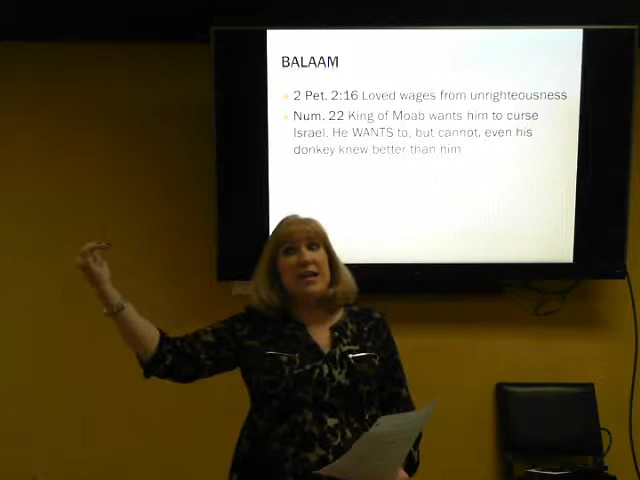 BALAAM
2 Pet. 2:16 Loved wages from unrighteousness
Num. 22 King of Moab wants him to curse
Israel. He WANTS to, but cannot, even his
donkey knew better than him